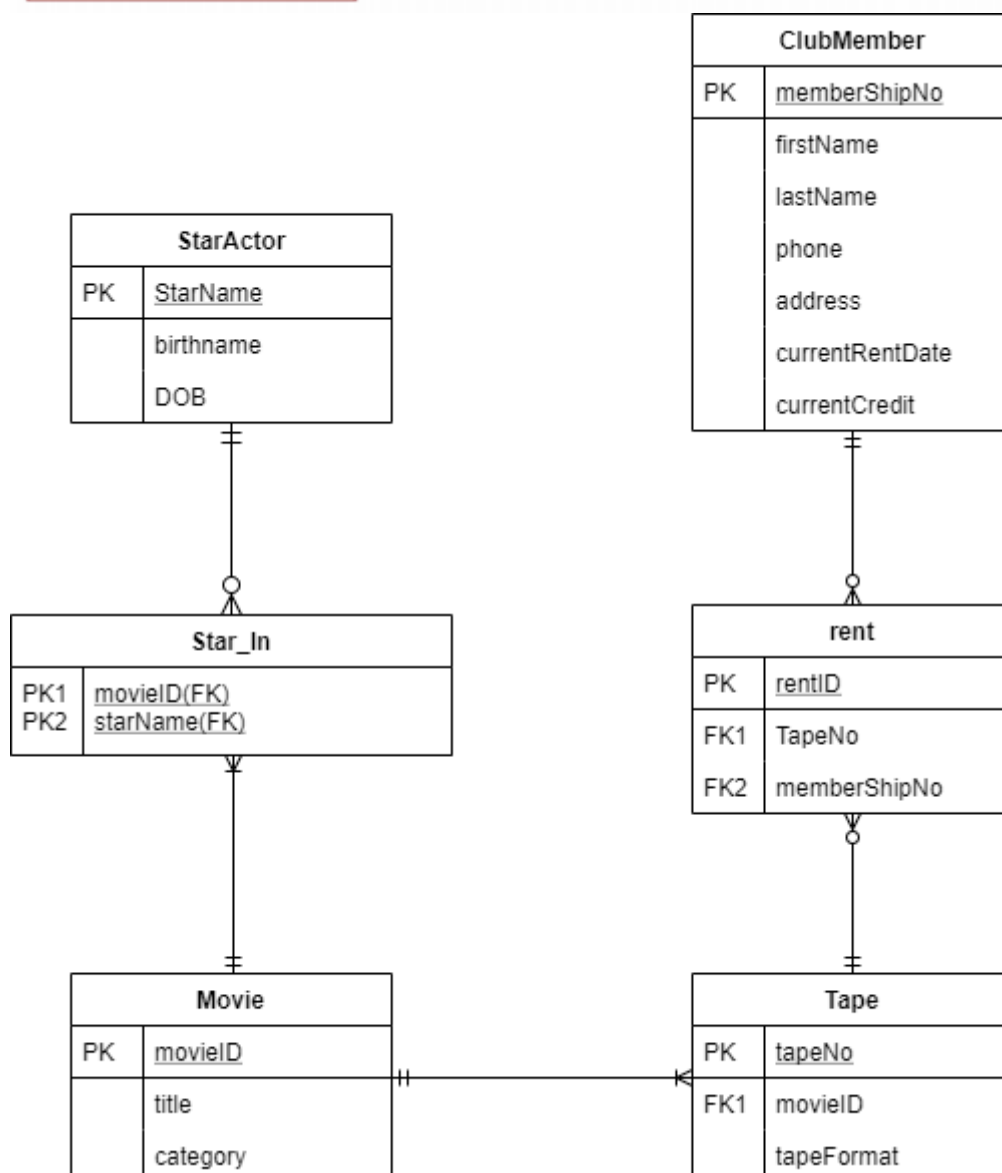 ClubMember
PK memberShipNo
firstName
lastName
phone
address
currentRentDate
currentCredit
StarActor
PK StarName
birthname
DOB
Star_In
PK1 movieID(FK)
PK2 starName(FK)
rent
PK rentID
FK1 TapeNo
FK2 memberShipNo
Movie
PK movieID
title
category
Tape
PK tapeNo
FK1 movieID
tapeFormat